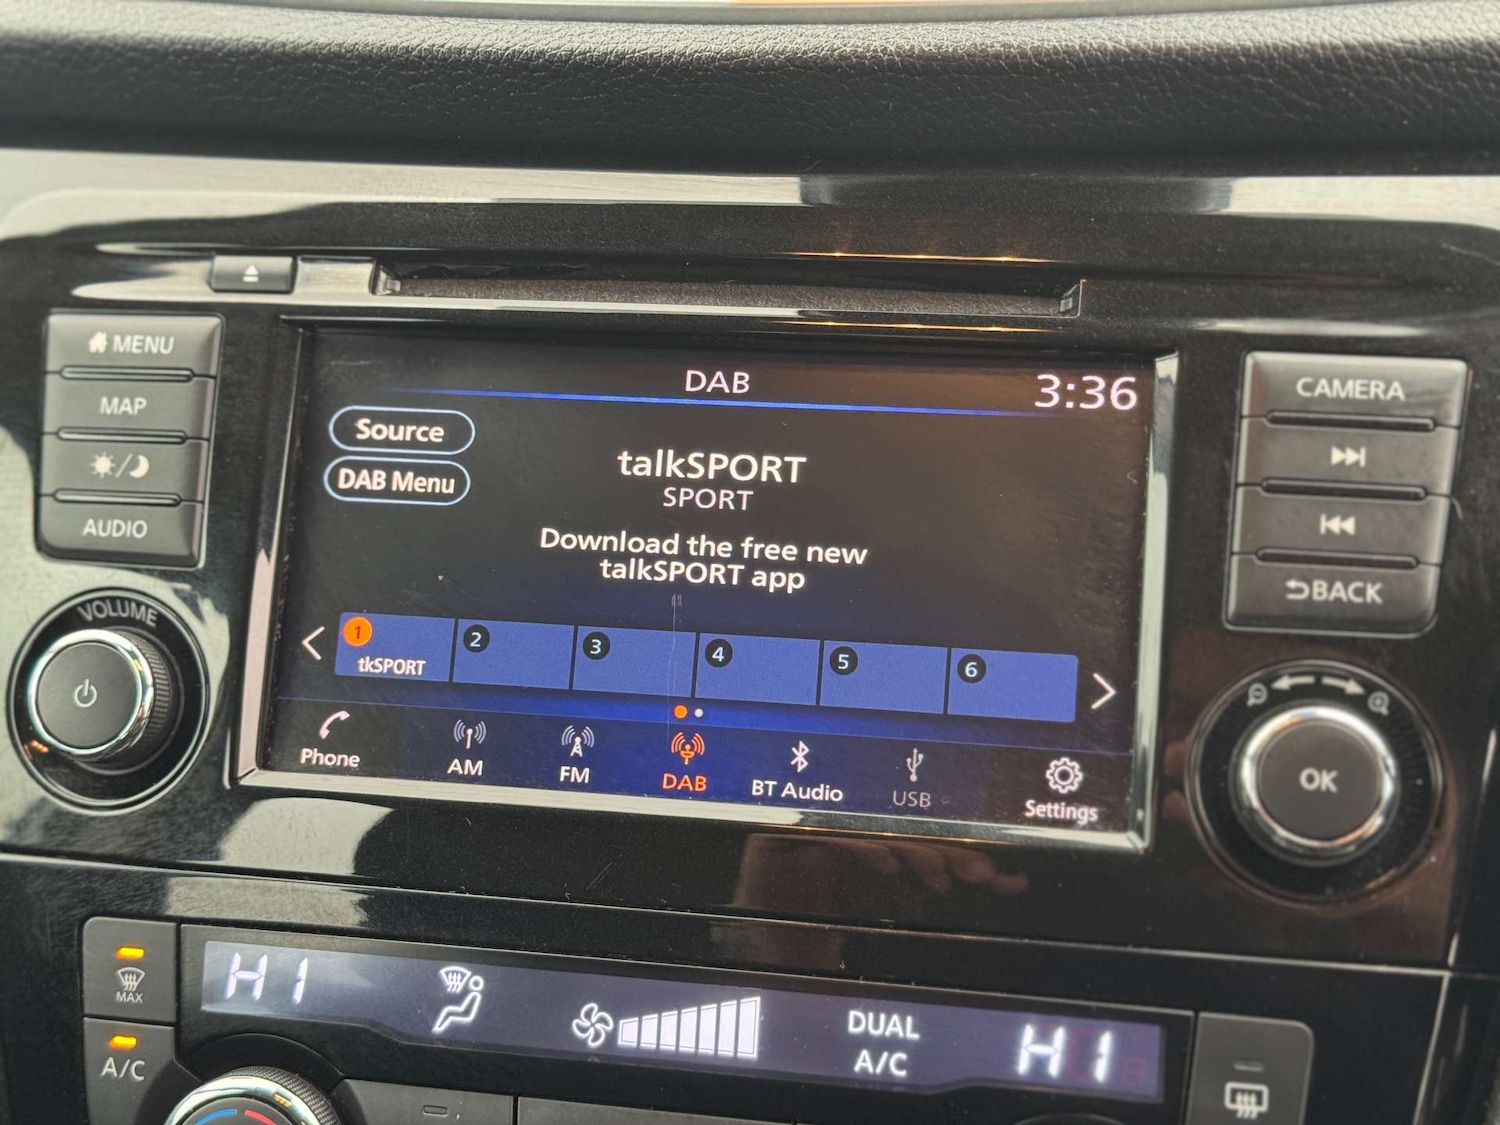 MENU
MAP
AUDIO
VOLUME
DAB
3:36
Source
DAB Menu
talkSPORT
SPORT
Download the free new
talkSPORT app
1
tkSPORT
2
3
4
5
6
Phone
AM
FM
DAB
BT Audio
USB
Settings
CAMERA
BACK
OK
MAX
A/C
HI
DUAL
A/C
HI